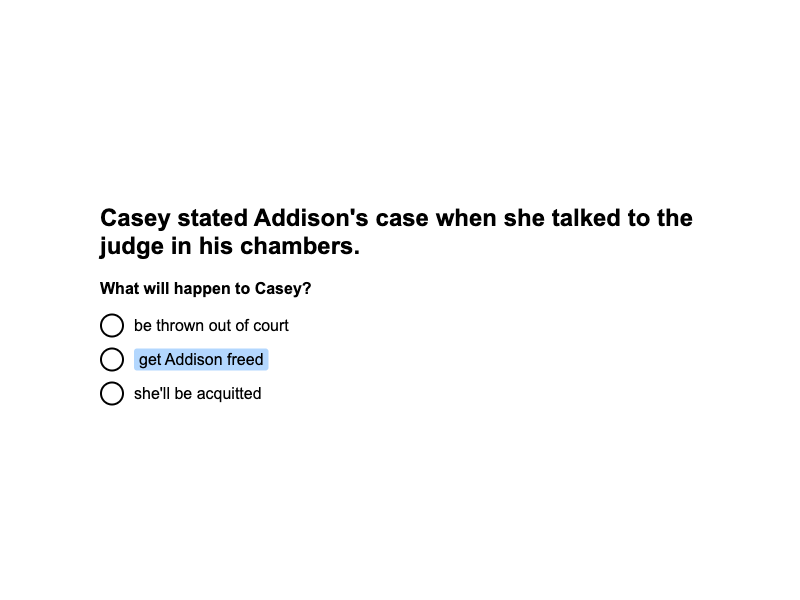 Casey stated Addison's case when she talked to the
judge in his chambers.
What will happen to Casey?
be thrown out of court
get Addison freed
she'll be acquitted